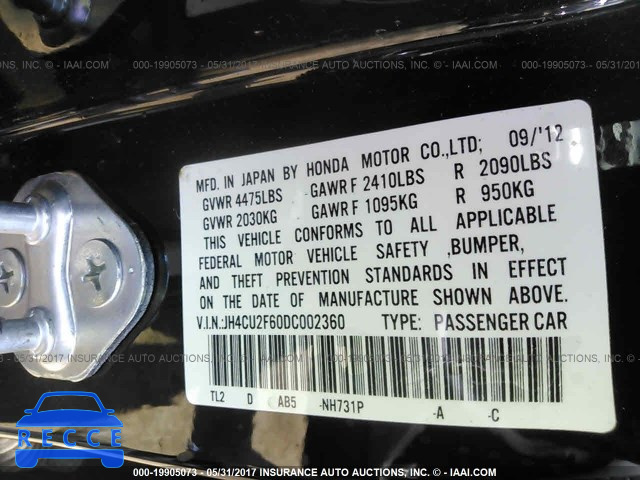 000-19905073 - 05/31/2017 INSURANCE AUTO AUCTIONS, INC. - © IAAI.COM
MFD. IN JAPAN BY HONDA MOTOR CO.,LTD; 09/'12
GVWR 4475LBS GAWR F 2410LBS R 2090LBS
GVWR 2030KG GAWR F 1095KG R 950KG
THIS VEHICLE CONFORMS TO ALL APPLICABLE
FEDERAL MOTOR VEHICLE SAFETY ,BUMPER,
AND THEFT PREVENTION STANDARDS IN EFFECT
ON THE DATE OF MANUFACTURE SHOWN ABOVE.
V.I.N.:JH4CU2F60DC002360 TYPE: PASSENGER CAR
TL2 D AB5 -NH731P -A -C
RECCE
000-19905073 - 05/31/2017 INSURANCE AUTO AUCTIONS, INC. - © IAAI.COM